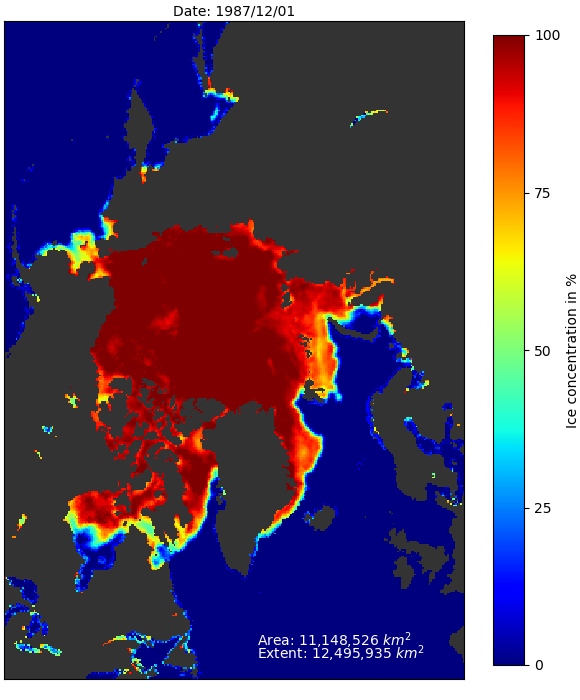 Date: 1987/12/01
100
75
50
25
0
Ice concentration in %
Area: 11,148,526 km²
Extent: 12,495,935 km²